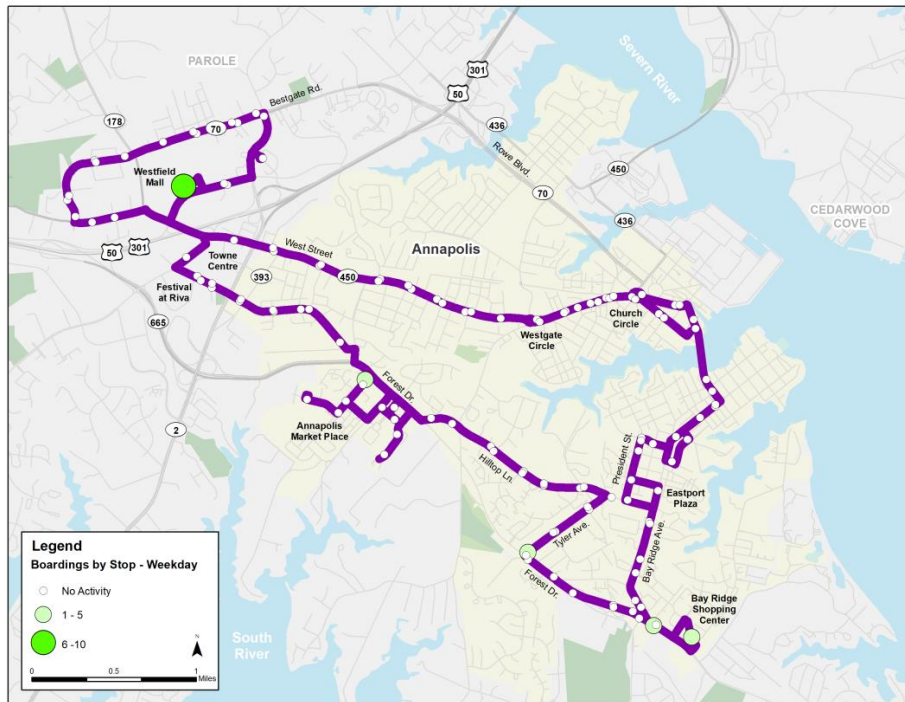 PAROLE
301
50
Severn River
Bestgate Rd.
178
70
436
Rowe Blvd.
450
Westfield
Mall
70
436
CEDARWOOD
COVE
50
301
Towne
Centre
West Street
Annapolis
393
450
Festival
at Riva
Church
Circle
Westgate
Circle
665
Forest Dr.
Annapolis
Market Place
2
Hilltop Ln.
President St.
Eastport
Plaza
Tyler Ave.
Bay Ridge Ave.
Forest Dr.
Bay Ridge
Shopping
Center
South
River
Legend
Boardings by Stop - Weekday
No Activity
1 - 5
6 -10
N
0 0.5 1
Miles